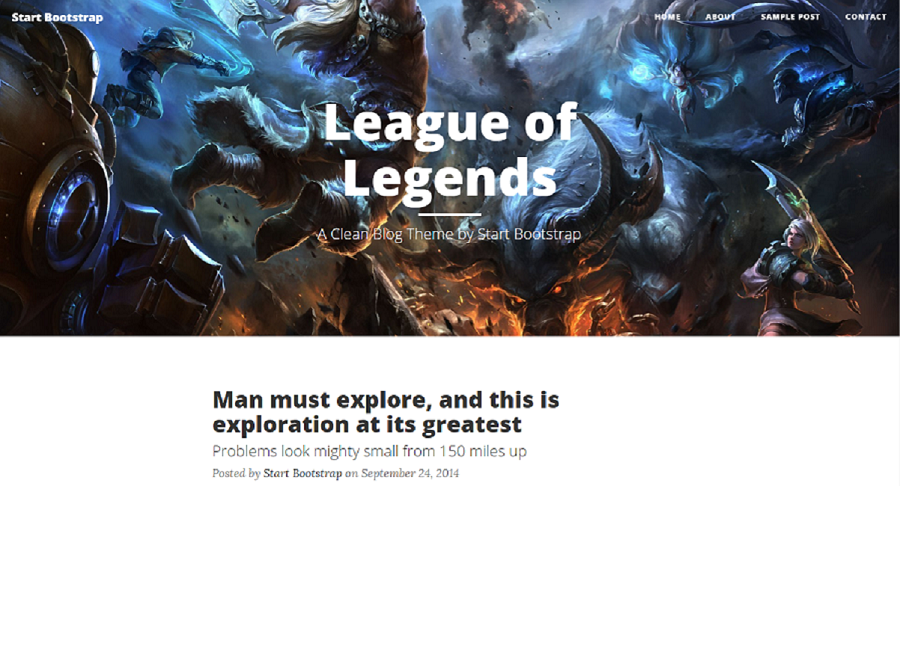 Start Bootstrap
HOME ABOUT SAMPLE POST CONTACT
League of
Legends
A Clean Blog Theme by Start Bootstrap
Man must explore, and this is
exploration at its greatest
Problems look mighty small from 150 miles up
Posted by Start Bootstrap on September 24, 2014